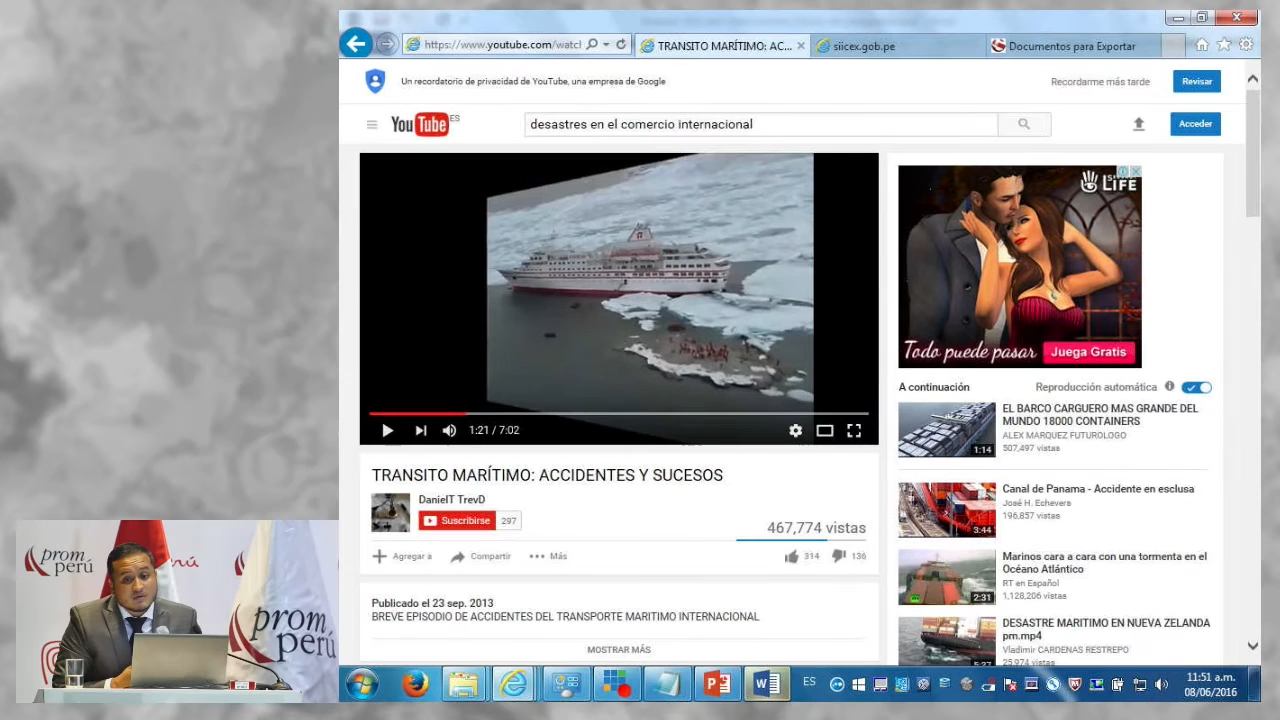 https://www.youtube.com/watcl
TRANSITO MARÍTIMO: AC...
siicex.gob.pe
Documentos para Exportar
Un recordatorio de privacidad de YouTube, una empresa de Google
Recordarme más tarde
Revisar
YouTube ES
desastres en el comercio internacional
Acceder
LIFE
Todo puede pasar
Juega Gratis
1:21 / 7:02
A continuación
Reproducción automática
EL BARCO CARGUERO MAS GRANDE DEL
MUNDO 18000 CONTAINERS
ALEX MARQUEZ FUTUROLOGO
507,497 vistas
1:14
TRANSITO MARÍTIMO: ACCIDENTES Y SUCESOS
DanielT TrevD
Suscribirse 297
467,774 vistas
Agregar a
Compartir
Más
314
136
Canal de Panama - Accidente en esclusa
José H. Echevers
196,857 vistas
3:44
Marinos cara a cara con una tormenta en el
Océano Atlántico
RT en Español
1,128,206 vistas
2:31
Publicado el 23 sep. 2013
BREVE EPISODIO DE ACCIDENTES DEL TRANSPORTE MARITIMO INTERNACIONAL
MOSTRAR MÁS
DESASTRE MARITIMO EN NUEVA ZELANDA
pm.mp4
Vladimir CARDENAS RESTREPO
25,974 vistas
5:27
prom
perú
prom
perú
ES
11:51 a.m.
08/06/2016